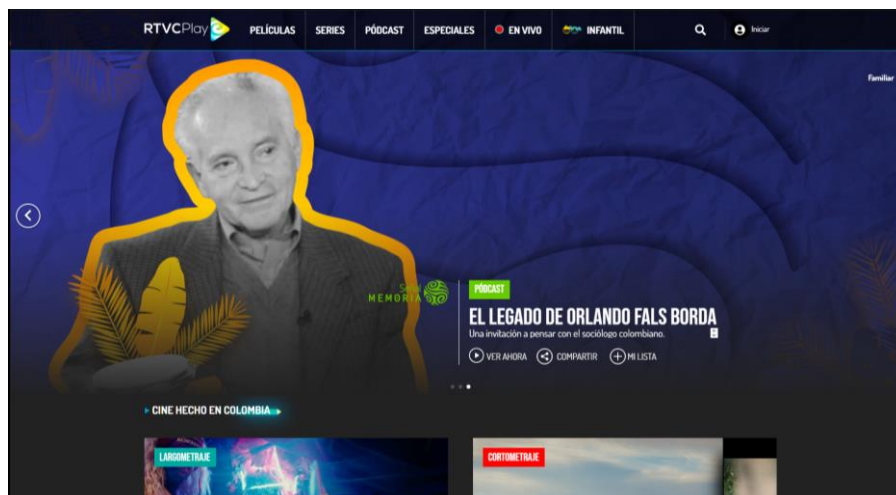 RTVCPlay PELÍCULAS SERIES PÓDCAST ESPECIALES EN VIVO INFANTIL Iniciar
Familiar
Señal
MEMORIA
PÓDCAST
EL LEGADO DE ORLANDO FALS BORDA
Una invitación a pensar con el sociólogo colombiano.
VER AHORA COMPARTIR MI LISTA
CINE HECHO EN COLOMBIA
LARGOMETRAJE CORTOMETRAJE